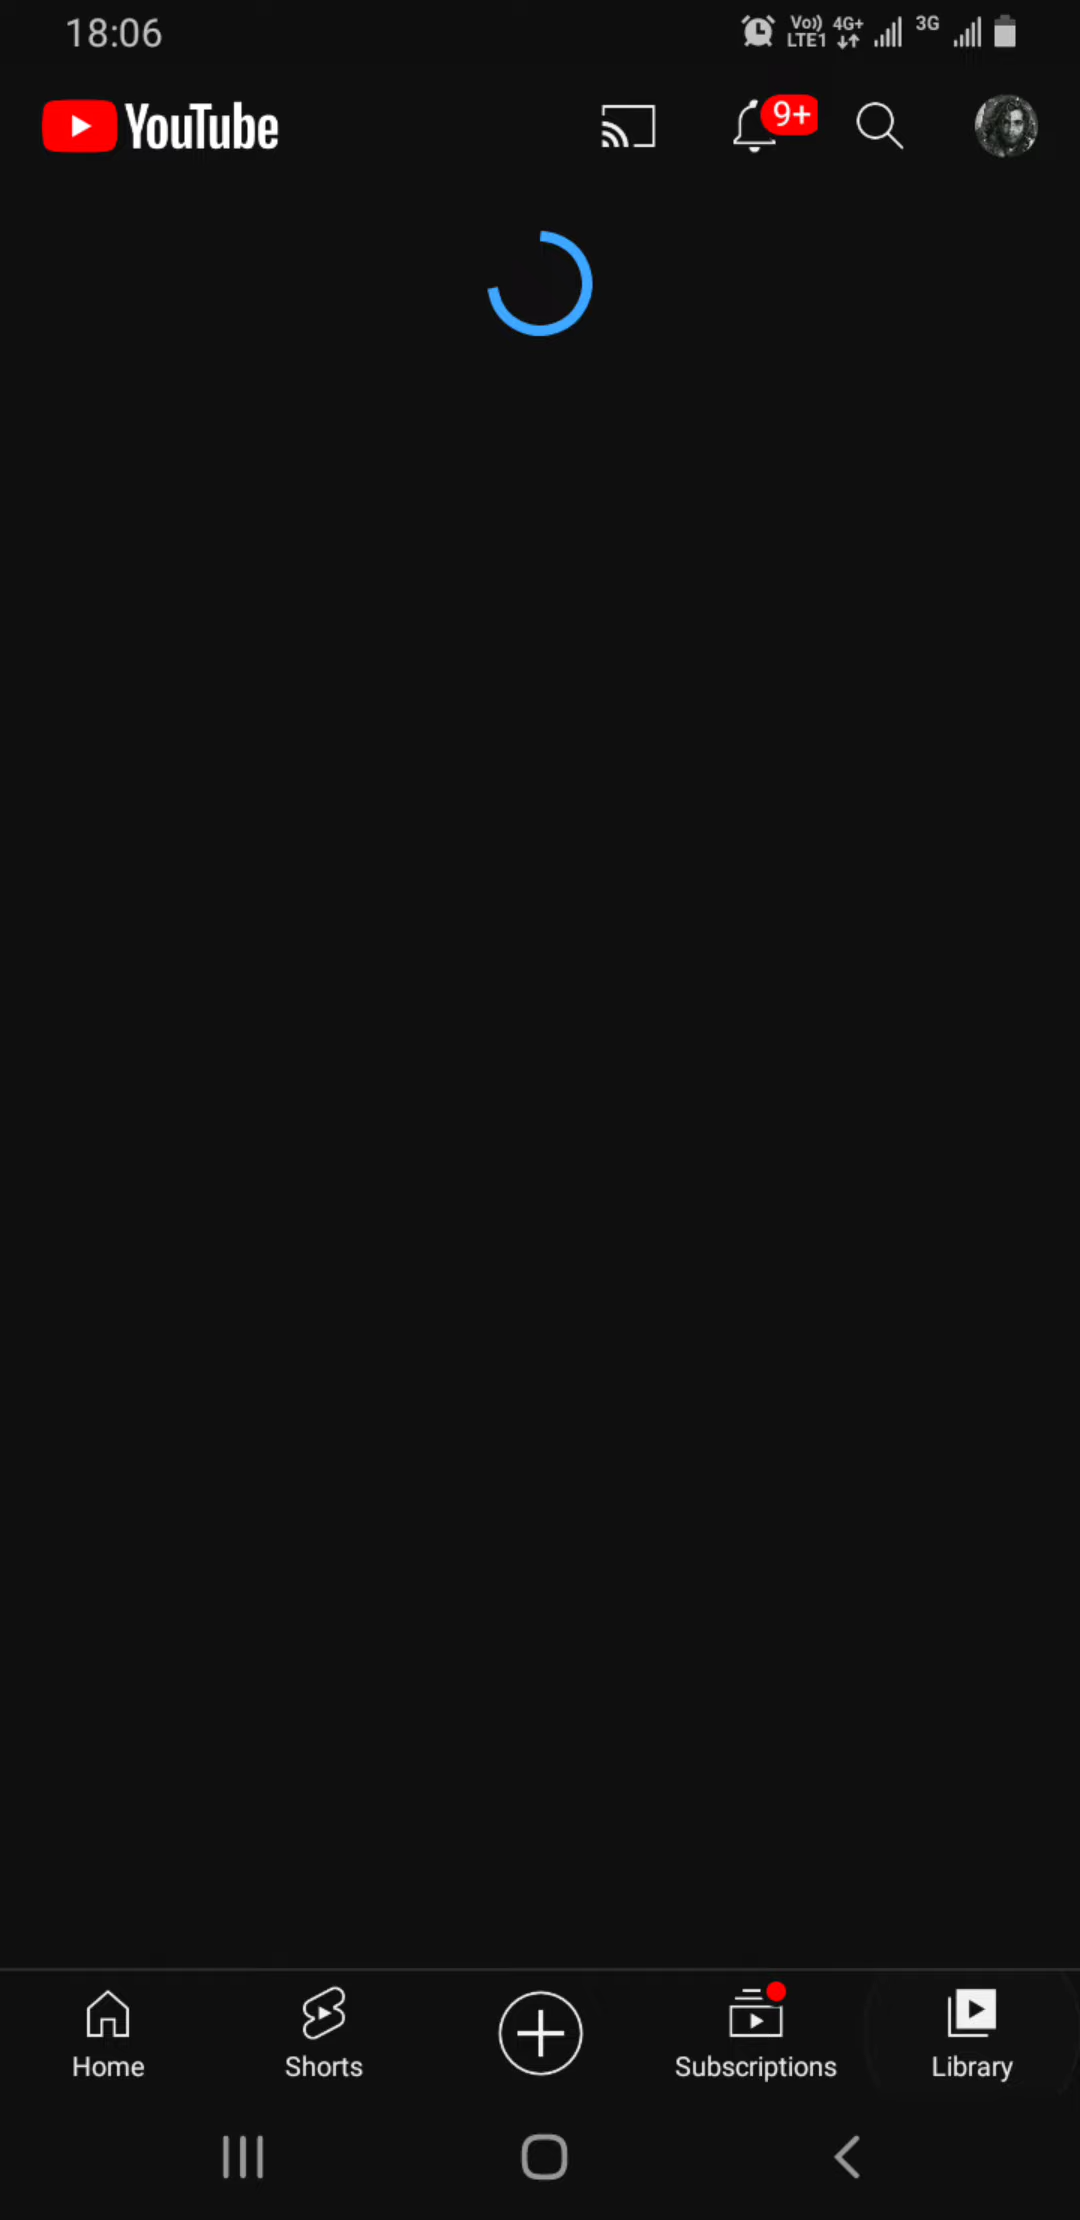 18:06
Vo)) LTE1 4G+ 3G
YouTube
9+
Home
Shorts
Subscriptions
Library